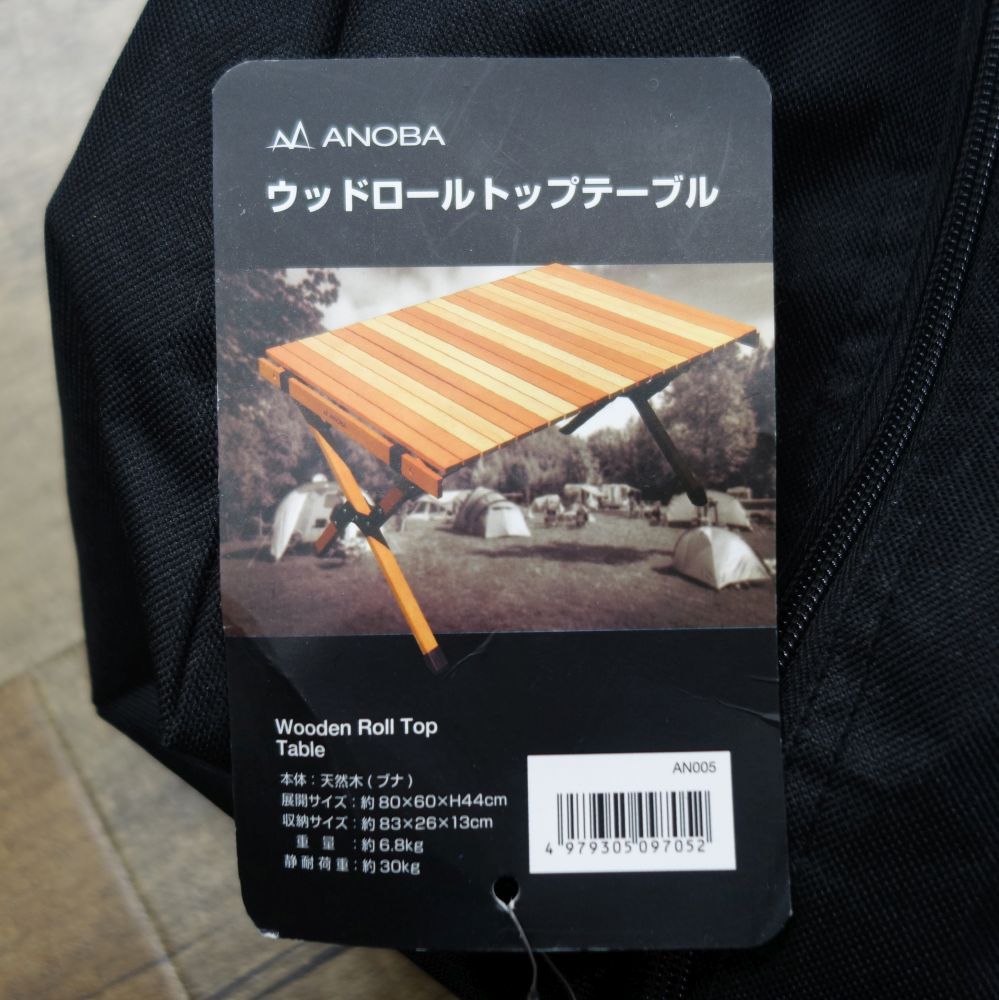 ANOBA
ウッドロールトップテーブル
ANOBA
Wooden Roll Top
Table
本体：天然木(ブナ)
展開サイズ：約80×60×H44cm
収納サイズ：約83×26×13cm
重量：約6.8kg
静耐荷重：約30kg
AN005
4 979305 097052